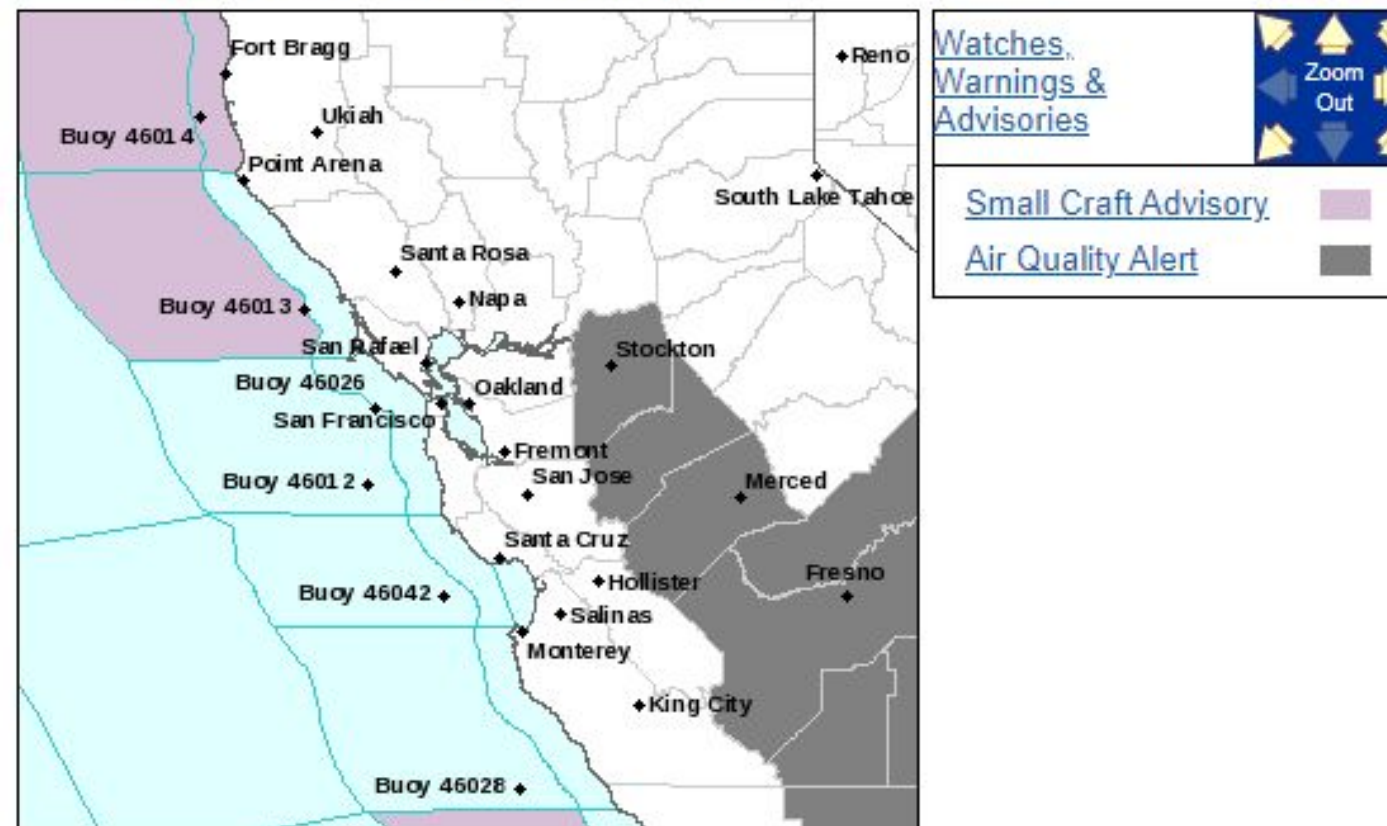 Fort Bragg
Reno
Ukiah
Buoy 46014
Point Arena
South Lake Tahoe
Santa Rosa
Napa
Buoy 46013
San Rafael
Stockton
Buoy 46026
Oakland
San Francisco
Fremont
San Jose
Buoy 46012
Merced
Santa Cruz
Fresno
Hollister
Buoy 46042
Salinas
Monterey
King City
Buoy 46028
Watches,
Warnings &
Advisories
Zoom
Out
Small Craft Advisory
Air Quality Alert